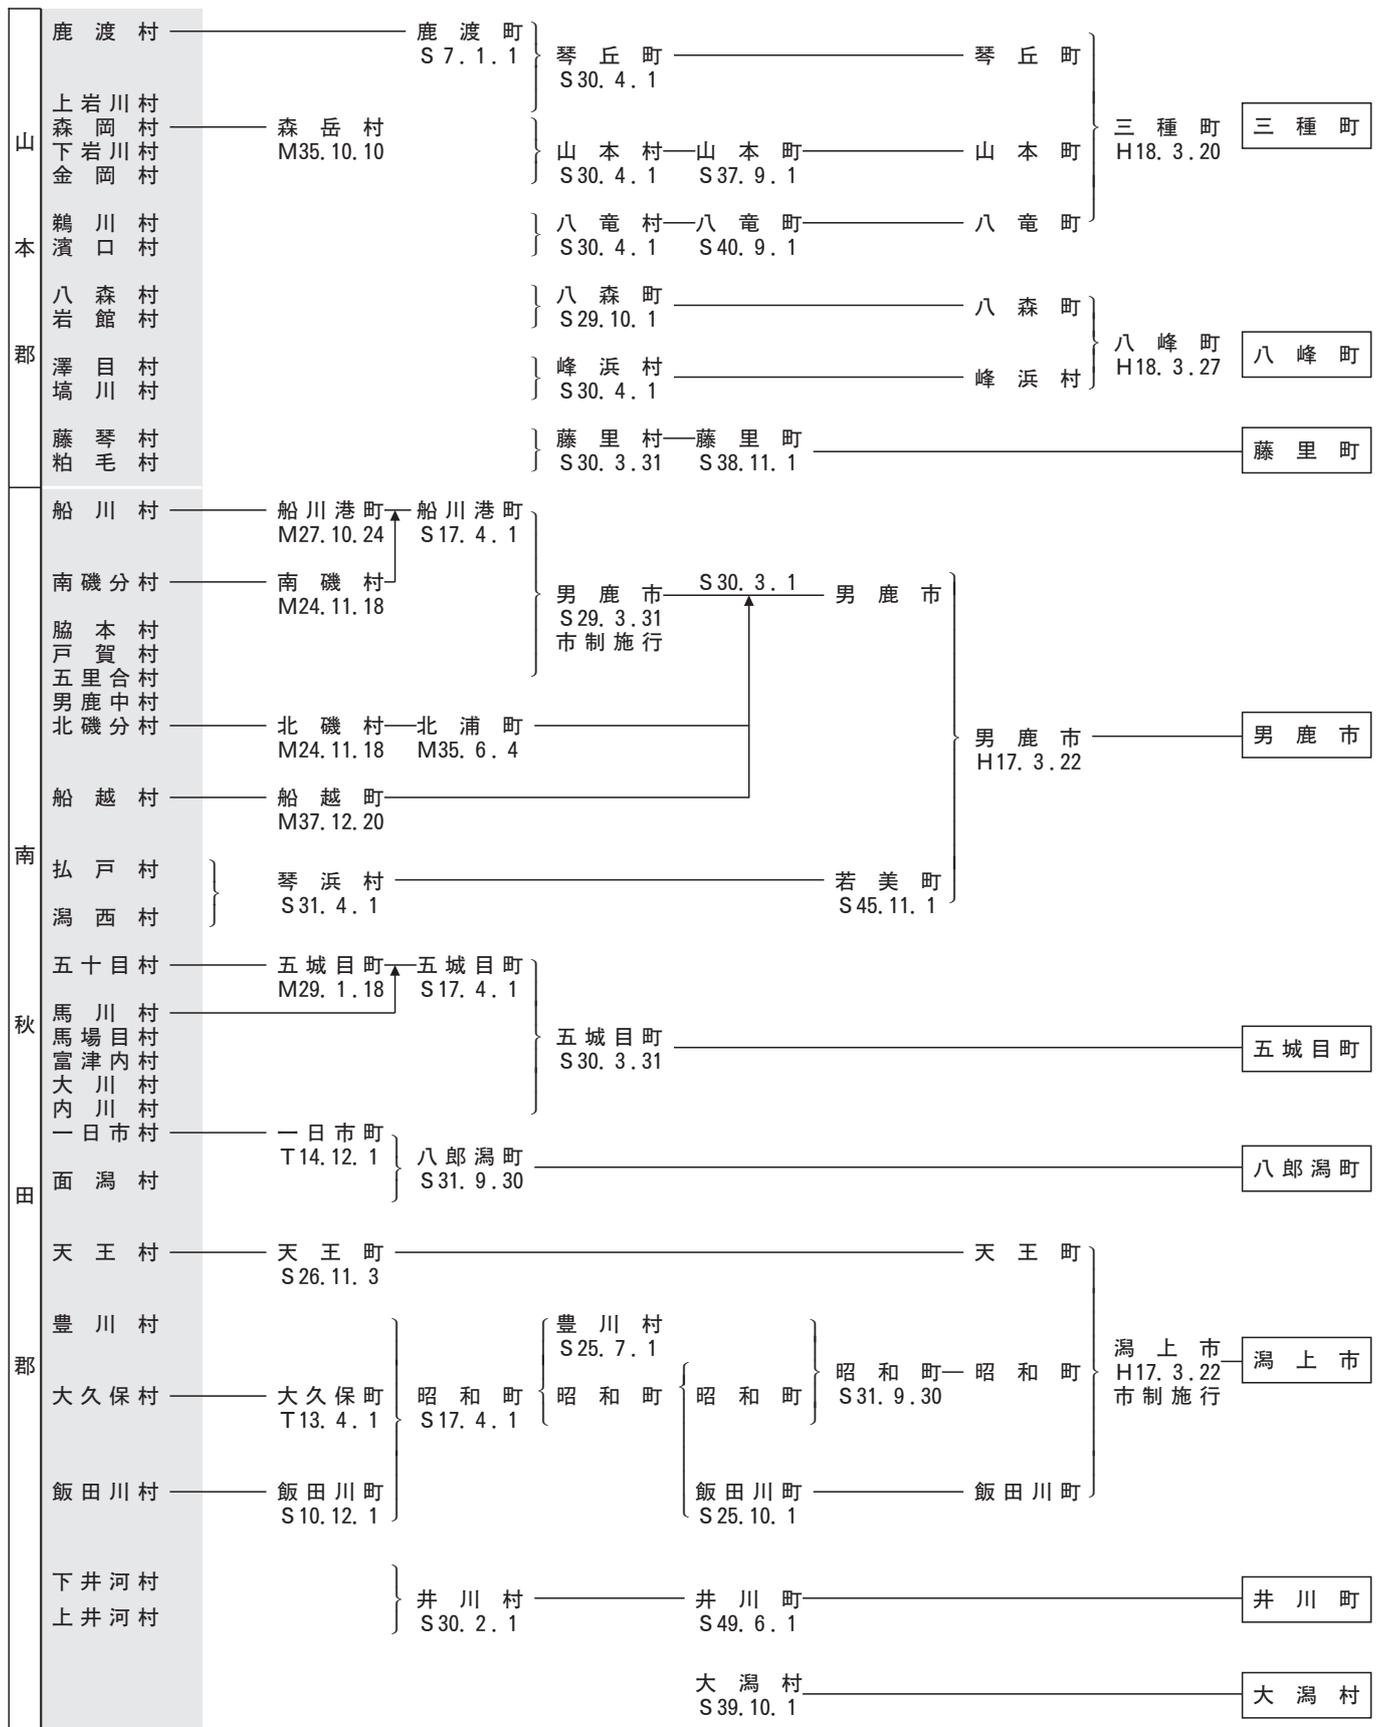 山本郡
鹿渡村 鹿渡町
S 7. 1. 1
琴丘町 琴丘町
S30. 4. 1
上岩川村
森岡村 森岳村 三種町 三種町
下岩川村 M35.10.10 山本村 山本町 山本町 H18. 3.20
金岡村 S30. 4. 1 S37. 9. 1
鵜川村 八竜村 八竜町 八竜町
濱口村 S30. 4. 1 S40. 9. 1
八森村 八森町 八森町
岩館村 S29.10. 1
八峰町 八峰町
澤目村 峰浜村 H18. 3.27
塙川村 S30. 4. 1 峰浜村
藤琴村 藤里村 藤里町 藤里町
粕毛村 S30. 3.31 S38.11. 1
南秋田郡
船川村 船川港町 船川港町
M27.10.24 S17. 4. 1
南磯分村 南磯村 男鹿市 S30. 3. 1 男鹿市
M24.11.18 S29. 3.31
脇本村 市制施行
戸賀村
五里合村
男鹿中村
北磯分村 北磯村 北浦町 男鹿市 男鹿市
M24.11.18 M35. 6. 4 H17. 3.22
船越村 船越町
M37.12.20
払戸村 琴浜村 若美町
S31. 4. 1 S45.11. 1
潟西村
五十目村 五城目町 五城目町
M29. 1.18 S17. 4. 1
馬川村
馬場目村 五城目町 五城目町
富津内村 S30. 3.31
大川村
内川村
一日市村 一日市町
T14.12. 1 八郎潟町 八郎潟町
面潟村 S31. 9.30
天王村 天王町 天王町
S26.11. 3
豊川村 豊川村
S25. 7. 1 潟上市 潟上市
昭和町 昭和町 H17. 3.22
大久保村 大久保町 昭和町 昭和町 昭和町 S31. 9.30 市制施行
T13. 4. 1 S17. 4. 1
飯田川村 飯田川町 飯田川町 飯田川町
S10.12. 1 S25.10. 1
下井河村 井川村 井川町 井川町
上井河村 S30. 2. 1 S49. 6. 1
大潟村 大潟村
S39.10. 1